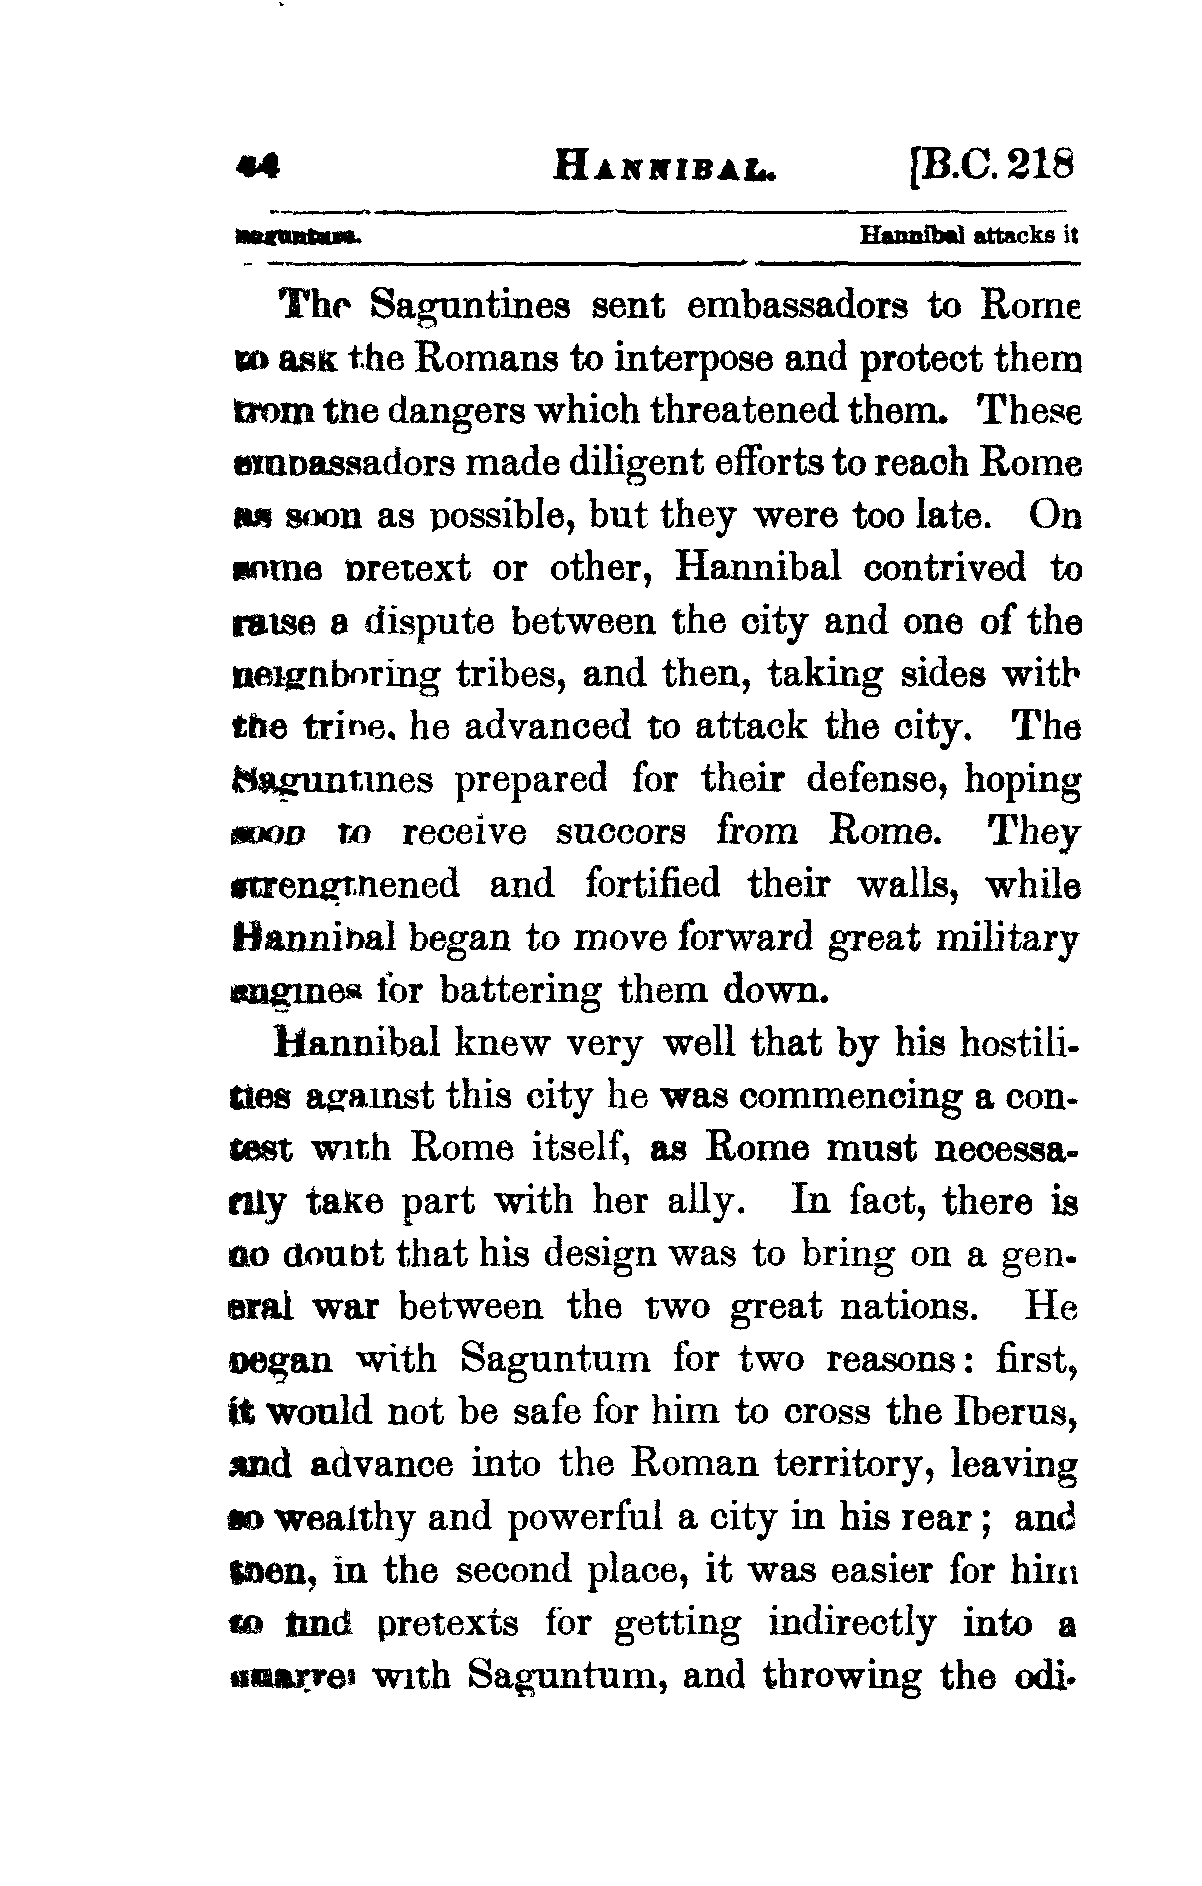 44 HANNIBAL. [B.C. 218
Saguntum. Hannibal attacks it
The Saguntines sent embassadors to Rome
to ask the Romans to interpose and protect them
from the dangers which threatened them. These
embassadors made diligent efforts to reach Rome
as soon as possible, but they were too late. On
some pretext or other, Hannibal contrived to
raise a dispute between the city and one of the
neighboring tribes, and then, taking sides with
the tribe, he advanced to attack the city. The
Saguntines prepared for their defense, hoping
soon to receive succors from Rome. They
strengthened and fortified their walls, while
Hannibal began to move forward great military
engines for battering them down.
Hannibal knew very well that by his hostili-
ties against this city he was commencing a con-
test with Rome itself, as Rome must necessa-
rily take part with her ally. In fact, there is
no doubt that his design was to bring on a gen-
eral war between the two great nations. He
began with Saguntum for two reasons: first,
it would not be safe for him to cross the Iberus,
and advance into the Roman territory, leaving
so wealthy and powerful a city in his rear; and
then, in the second place, it was easier for him
to find pretexts for getting indirectly into a
quarrel with Saguntum, and throwing the odi-